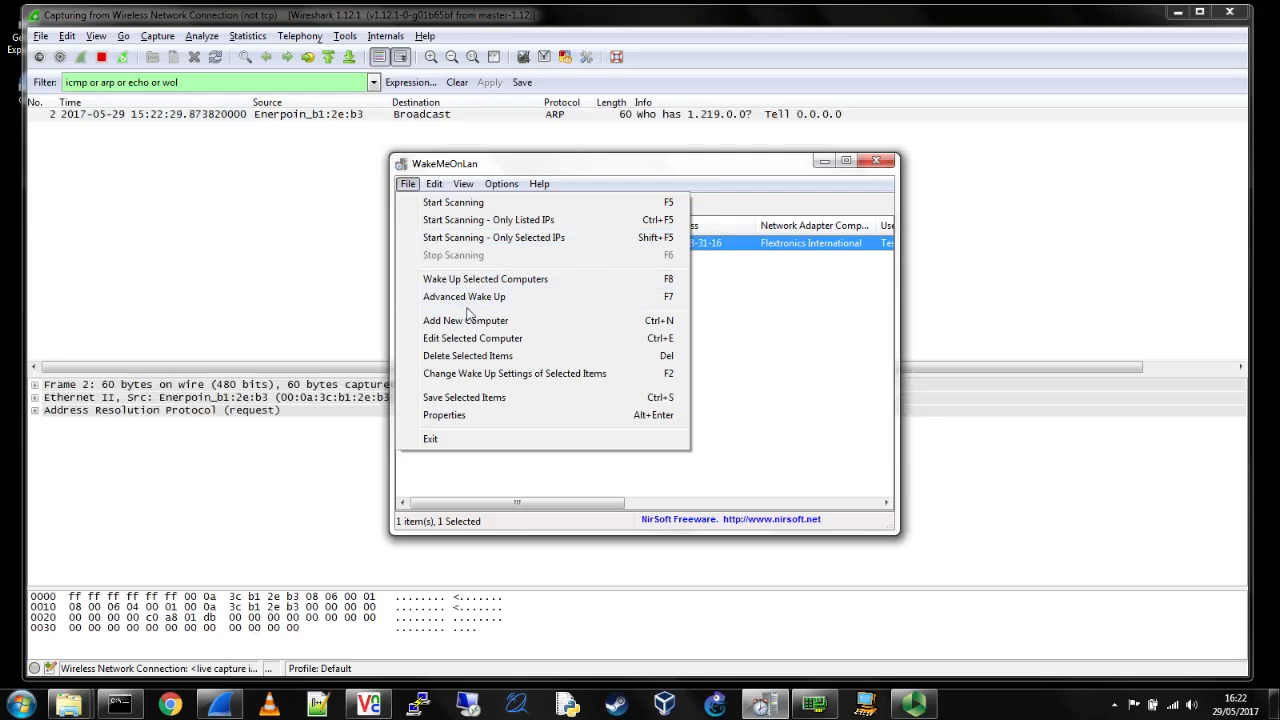 Capturing from Wireless Network Connection (not tcp) [Wireshark 1.12.1 (v1.12.1-0-g01b65bf from master-1.12)]
File Edit View Go Capture Analyze Statistics Telephony Tools Internals Help
Filter: icmp or arp or echo or wol Expression... Clear Apply Save
No. Time Source Destination Protocol Length Info
2 2017-05-29 15:22:29.873820000 Enerpoin_b1:2e:b3 Broadcast ARP 60 who has 1.219.0.0? Tell 0.0.0.0
WakeMeOnLan
File Edit View Options Help
Start Scanning F5
Start Scanning - Only Listed IPs Ctrl+F5
ss Network Adapter Comp... Use
Start Scanning - Only Selected IPs Shift+F5
3-31-16 Flextronics International Te
Stop Scanning F6
Wake Up Selected Computers F8
Advanced Wake Up F7
Add New Computer Ctrl+N
Edit Selected Computer Ctrl+E
Delete Selected Items Del
Change Wake Up Settings of Selected Items F2
Save Selected Items Ctrl+S
Properties Alt+Enter
Exit
1 item(s), 1 Selected NirSoft Freeware. http://www.nirsoft.net
Frame 2: 60 bytes on wire (480 bits), 60 bytes capture
Ethernet II, Src: Enerpoin_b1:2e:b3 (00:0a:3c:b1:2e:b3
Address Resolution Protocol (request)
0000 ff ff ff ff ff ff 00 0a 3c b1 2e b3 08 06 00 01 ........ <.......
0010 08 00 06 04 00 01 00 0a 3c b1 2e b3 00 00 00 00 ........ <.......
0020 00 00 00 00 c0 a8 01 db 00 00 00 00 00 00 00 00 ........ ........
0030 00 00 00 00 00 00 00 00 00 00 00 00 ........ ....
Wireless Network Connection: <live capture i... ... Profile: Default
16:22
29/05/2017